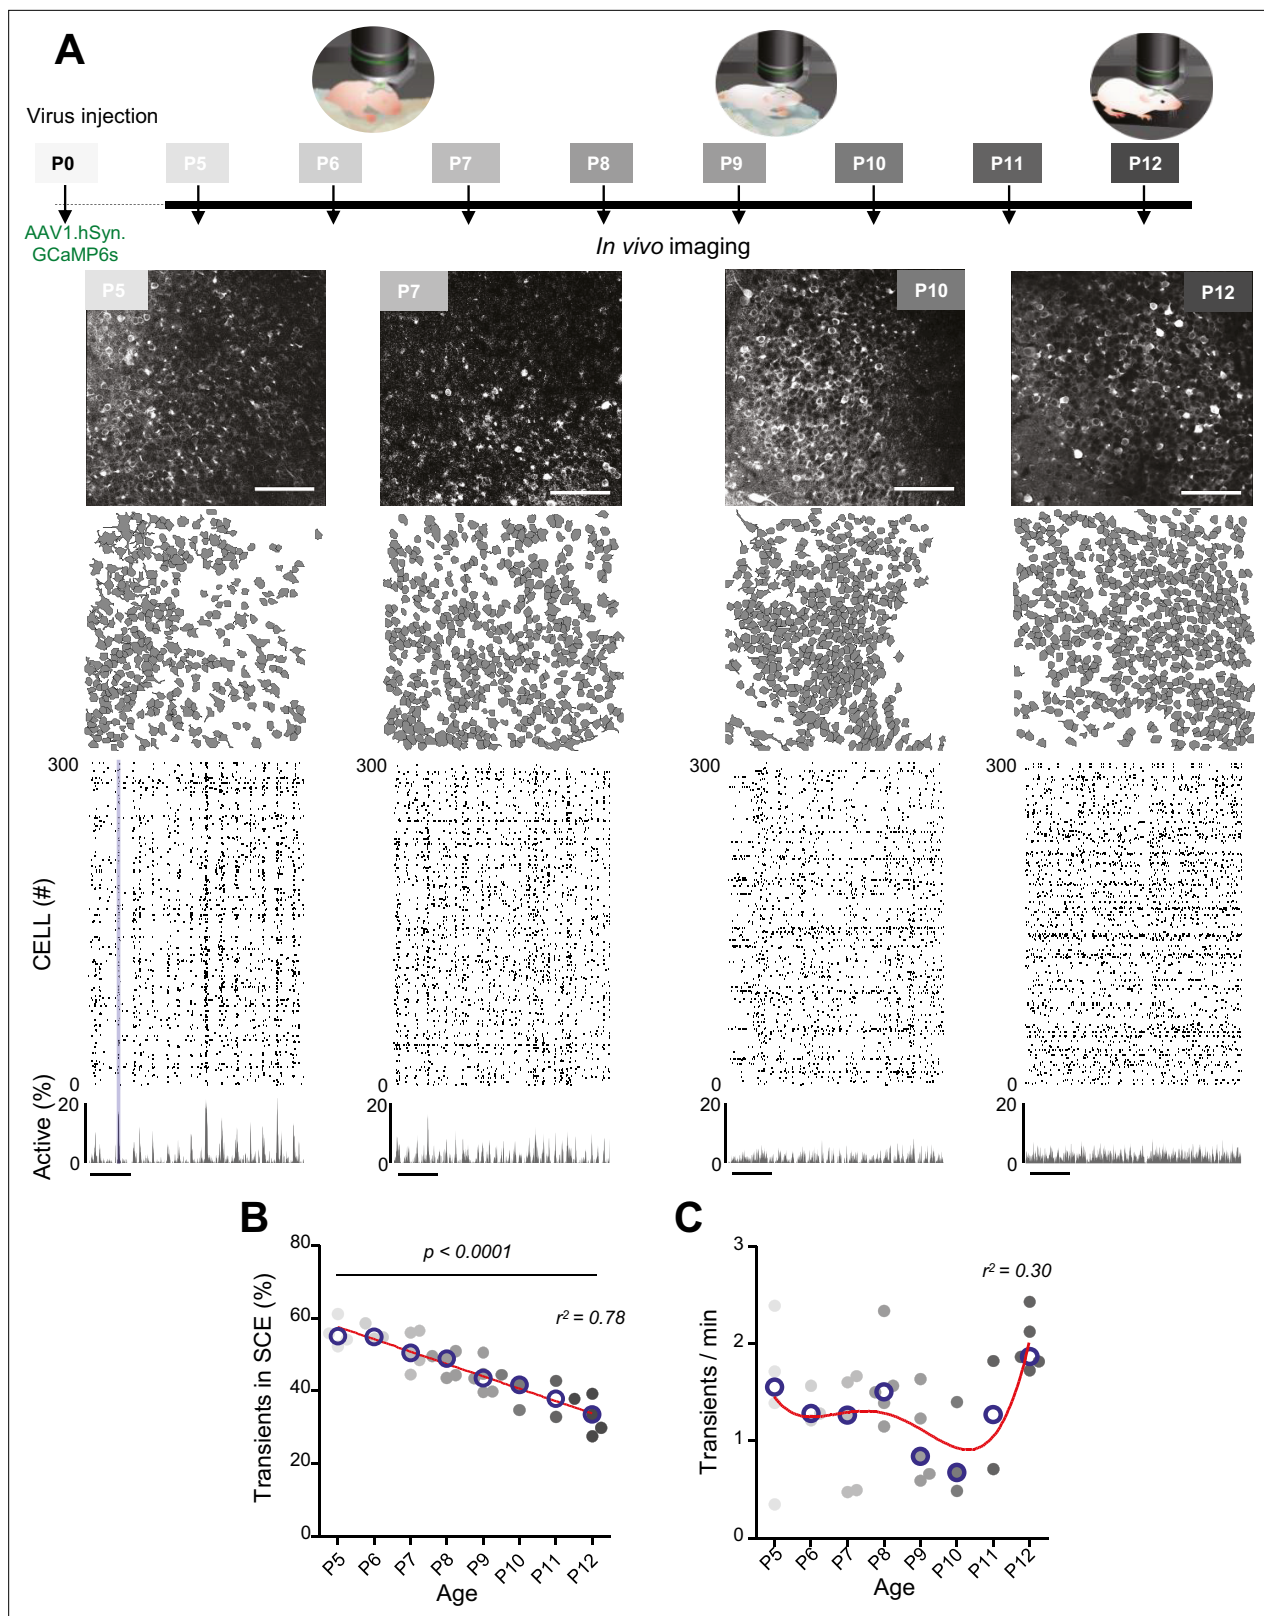 A
Virus injection
P0
P5
P6
P7
P8
P9
P10
P11
P12
AAV1.hSyn.
GCaMP6s
In vivo imaging
P5
P7
P10
P12
CELL (#)
300
0
300
0
300
0
300
0
Active (%)
20
0
20
0
20
0
20
0
B
Transients in SCE (%)
80
60
40
20
0
p < 0.0001
r² = 0.78
P5
P6
P7
P8
P9
P10
P11
P12
Age
C
Transients / min
3
2
1
0
r² = 0.30
P5
P6
P7
P8
P9
P10
P11
P12
Age